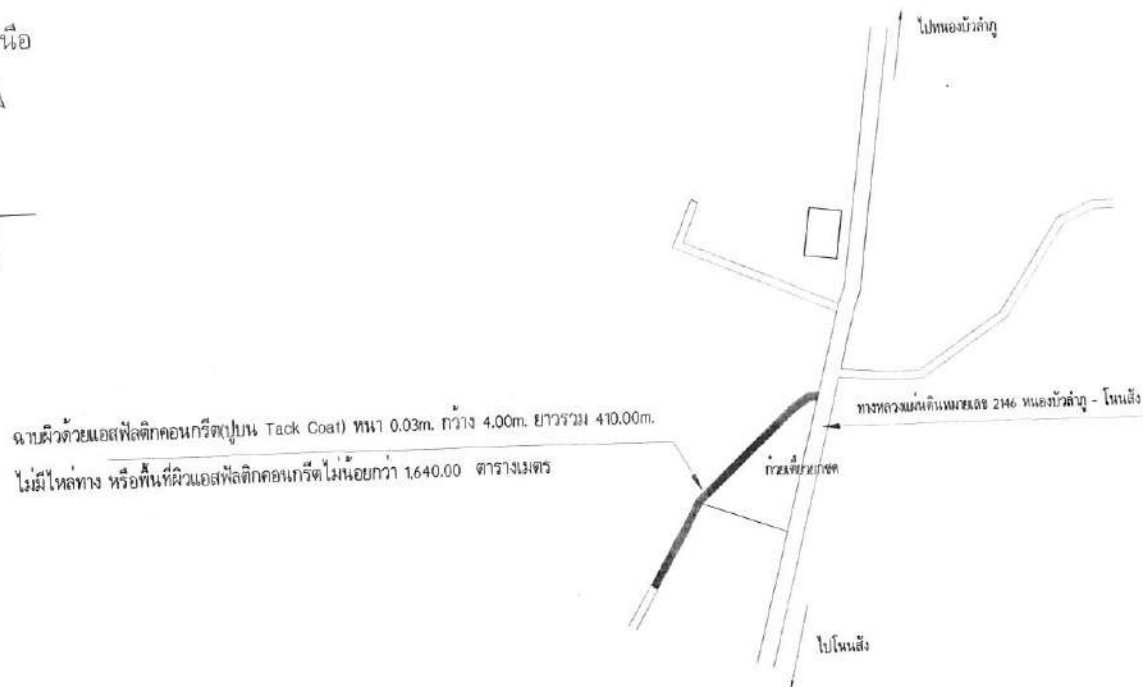 นือ
ไปหนองบัวลำภู
ทางหลวงแผ่นดินหมายเลข 2146 หนองบัวลำภู - โนนสัง
ฉาบผิวด้วยแอสฟัลติกคอนกรีต(ปูบน Tack Coat) หนา 0.03m. กว้าง 4.00m. ยาวรวม 410.00m.
ไม่มีไหล่ทาง หรือพื้นที่ผิวแอสฟัลติกคอนกรีตไม่น้อยกว่า 1,640.00 ตารางเมตร
ไปโนนสัง